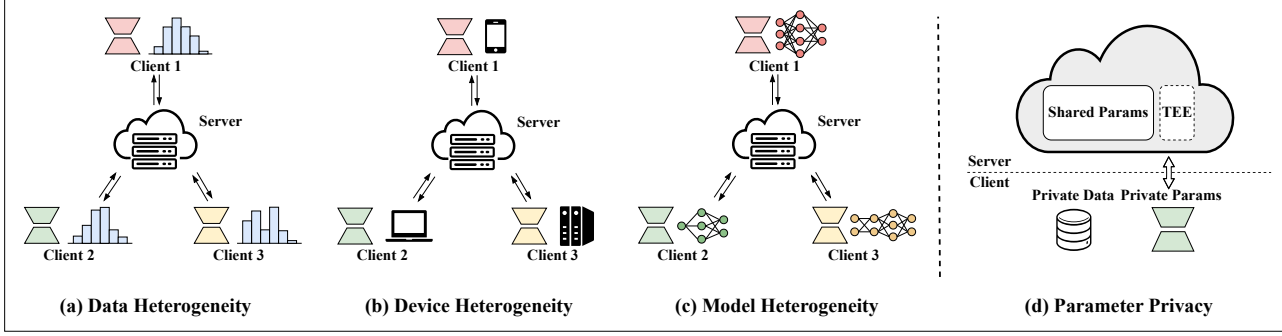 Client 1
Server
Client 2
Client 3
(a) Data Heterogeneity
Client 1
Server
Client 2
Client 3
(b) Device Heterogeneity
Client 1
Server
Client 2
Client 3
(c) Model Heterogeneity
Shared Params
TEE
Server
Client
Private Data
Private Params
(d) Parameter Privacy